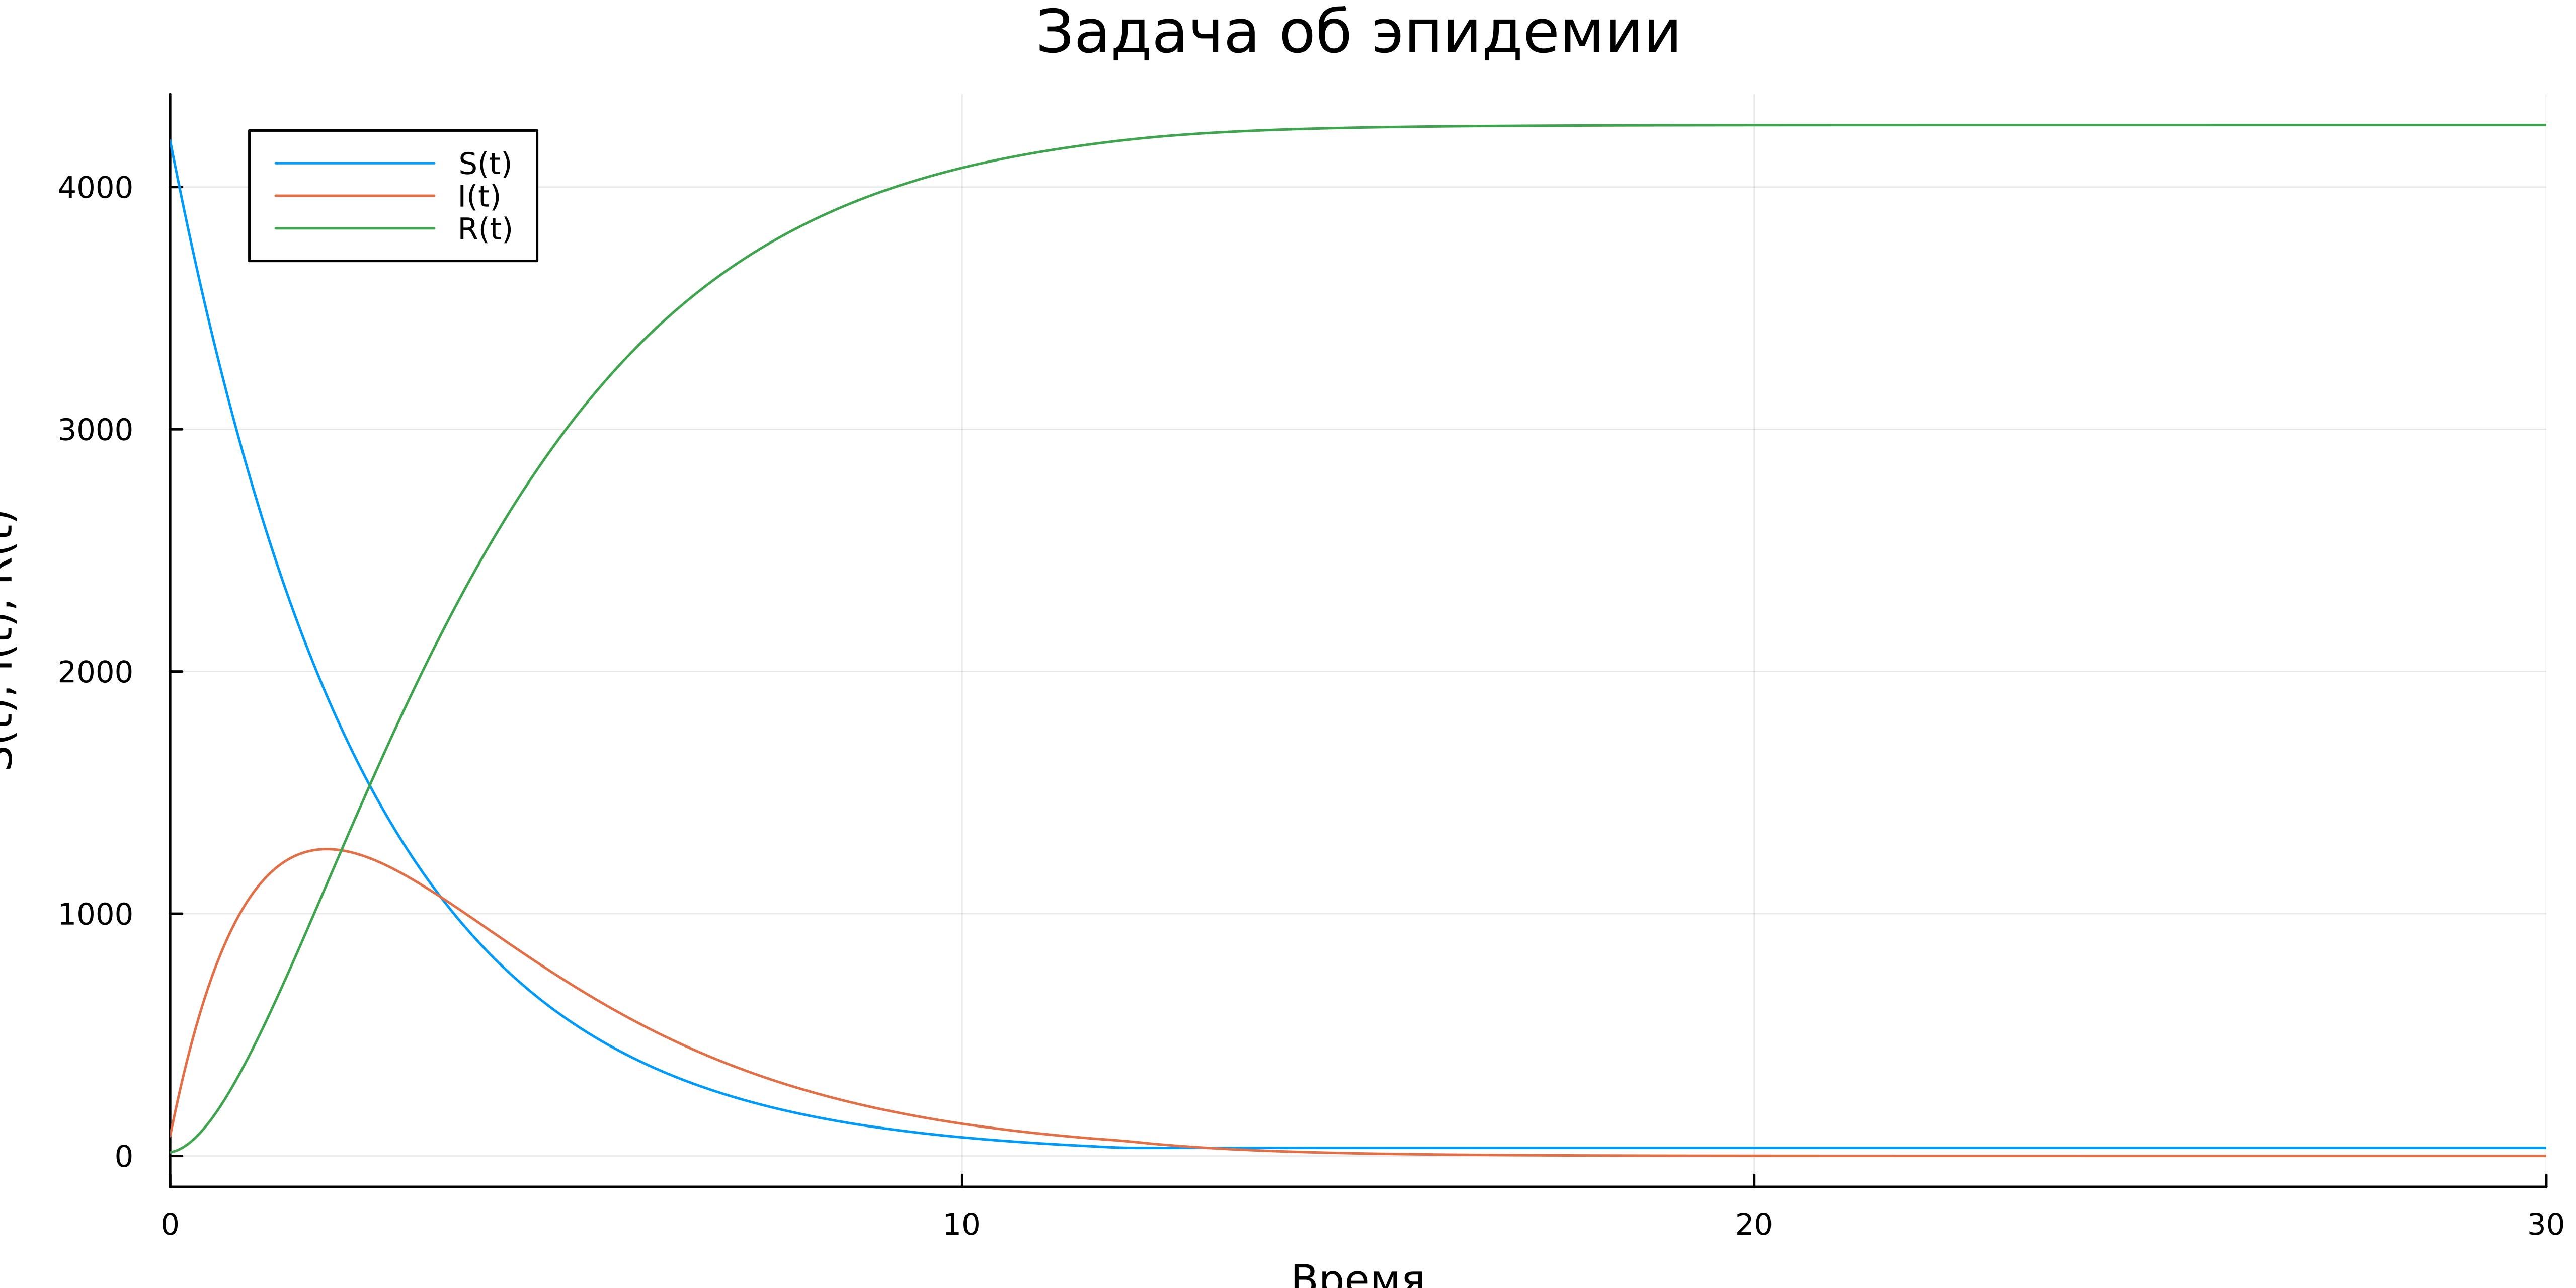 Задача об эпидемии
S(t)
I(t)
R(t)
4000
3000
2000
1000
0
S(t), I(t), R(t)
0 10 20 30
Время